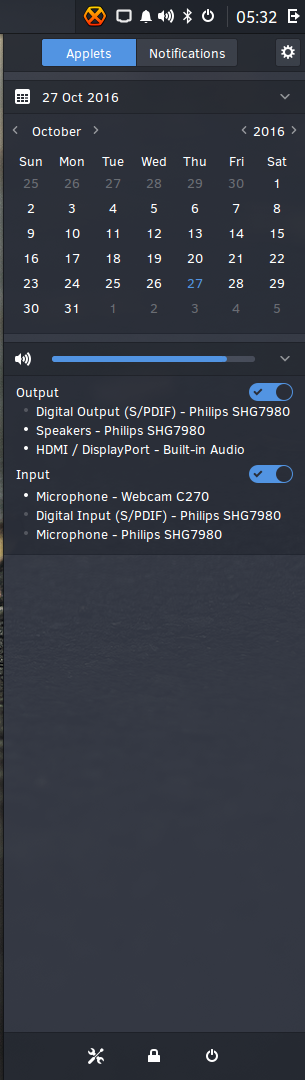 05:32
Applets Notifications
27 Oct 2016
October 2016
Sun Mon Tue Wed Thu Fri Sat
25 26 27 28 29 30 1
2 3 4 5 6 7 8
9 10 11 12 13 14 15
16 17 18 19 20 21 22
23 24 25 26 27 28 29
30 31 1 2 3 4 5
Output
Digital Output (S/PDIF) - Philips SHG7980
Speakers - Philips SHG7980
HDMI / DisplayPort - Built-in Audio
Input
Microphone - Webcam C270
Digital Input (S/PDIF) - Philips SHG7980
Microphone - Philips SHG7980